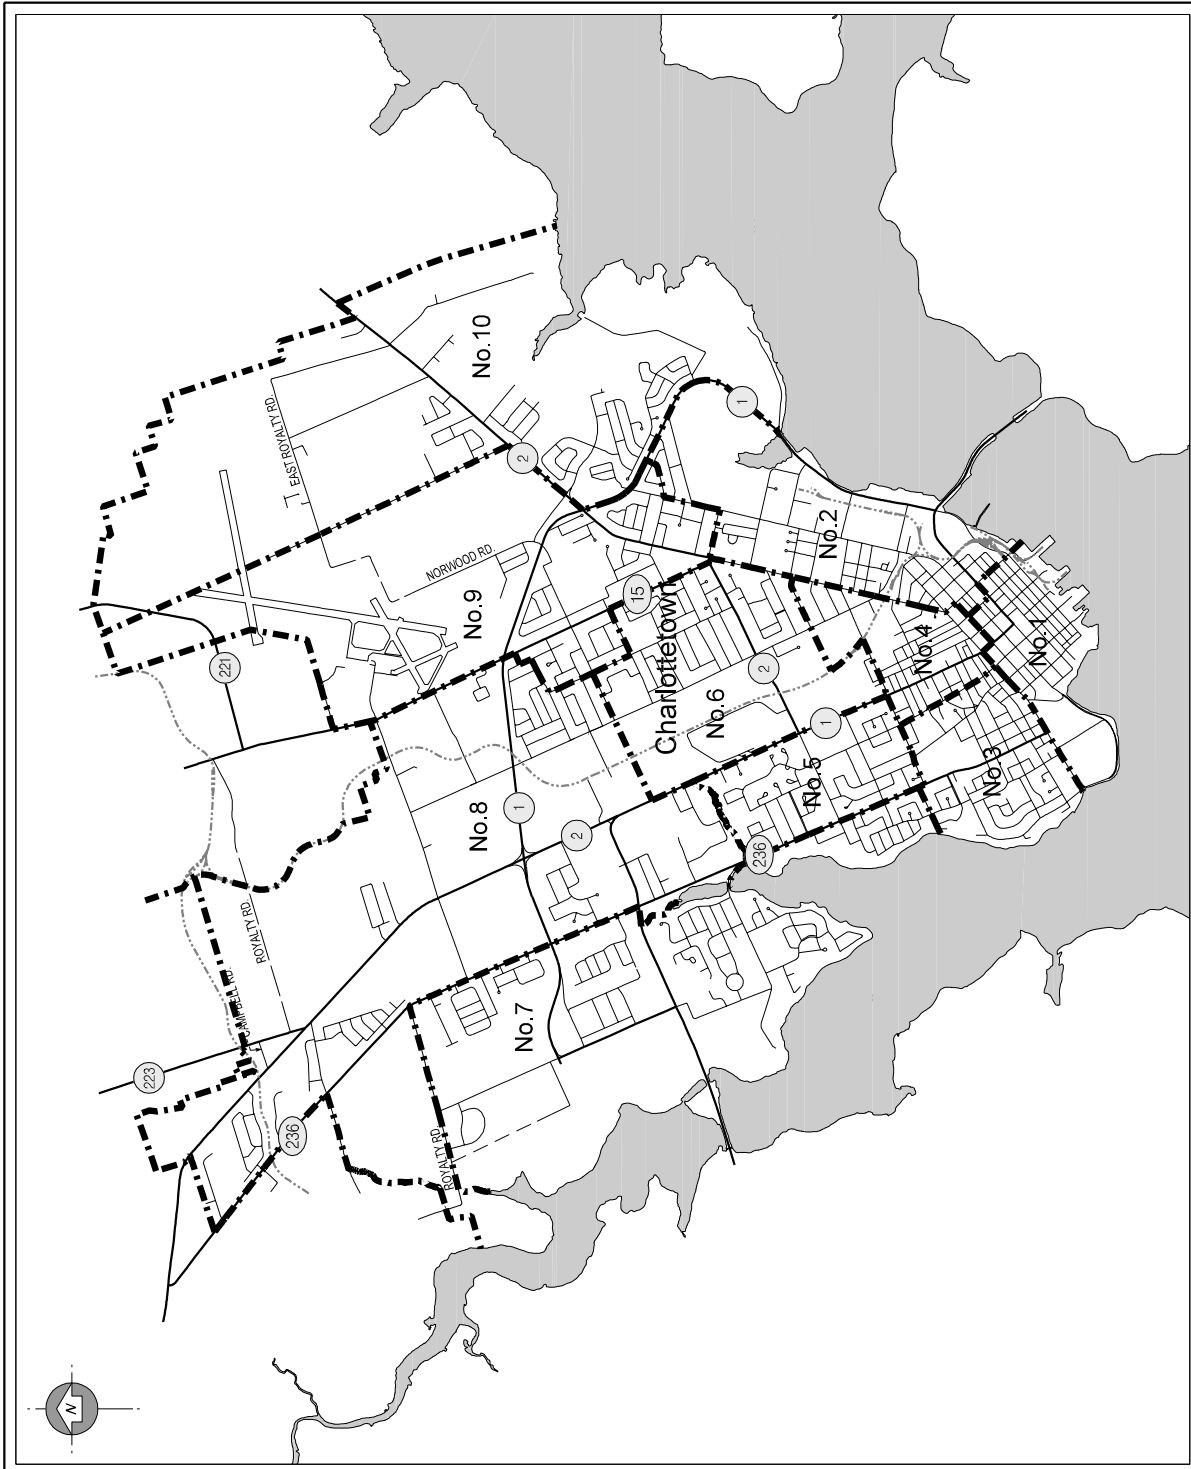 No.10
EAST ROYALTY RD.
2
1
NORWOOD RD.
No.9
15
221
Charlottetown
No.2
2
No.6
1
No.4
No.1
No.5
No.3
No.8
1
2
236
ROYALTY RD.
CAMPBELL RD.
223
No.7
236
ROYALTY RD.
N